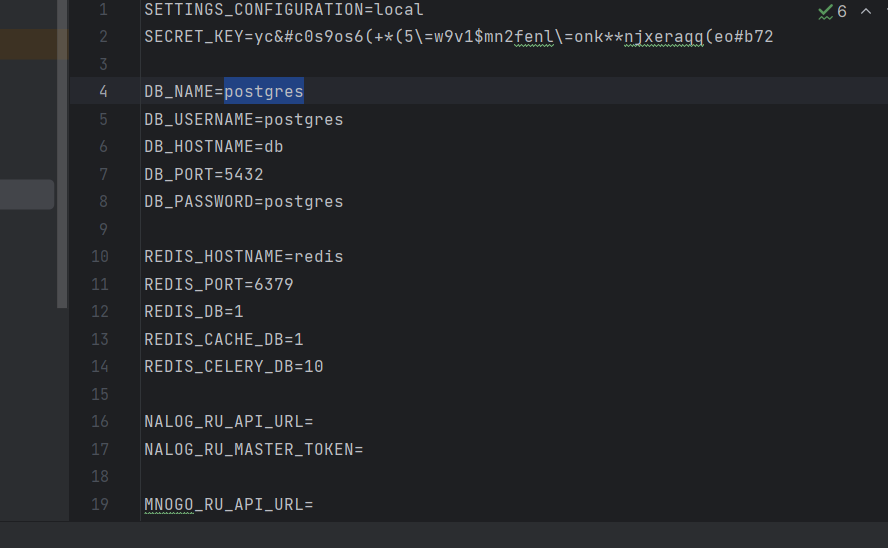 6
1 SETTINGS_CONFIGURATION=local
2 SECRET_KEY=yc&#c0s9os6(+*(5\=w9v1$mn2fenl\=onk**njxeraqq(eo#b72
3
4 DB_NAME=postgres
5 DB_USERNAME=postgres
6 DB_HOSTNAME=db
7 DB_PORT=5432
8 DB_PASSWORD=postgres
9
10 REDIS_HOSTNAME=redis
11 REDIS_PORT=6379
12 REDIS_DB=1
13 REDIS_CACHE_DB=1
14 REDIS_CELERY_DB=10
15
16 NALOG_RU_API_URL=
17 NALOG_RU_MASTER_TOKEN=
18
19 MNOGO_RU_API_URL=